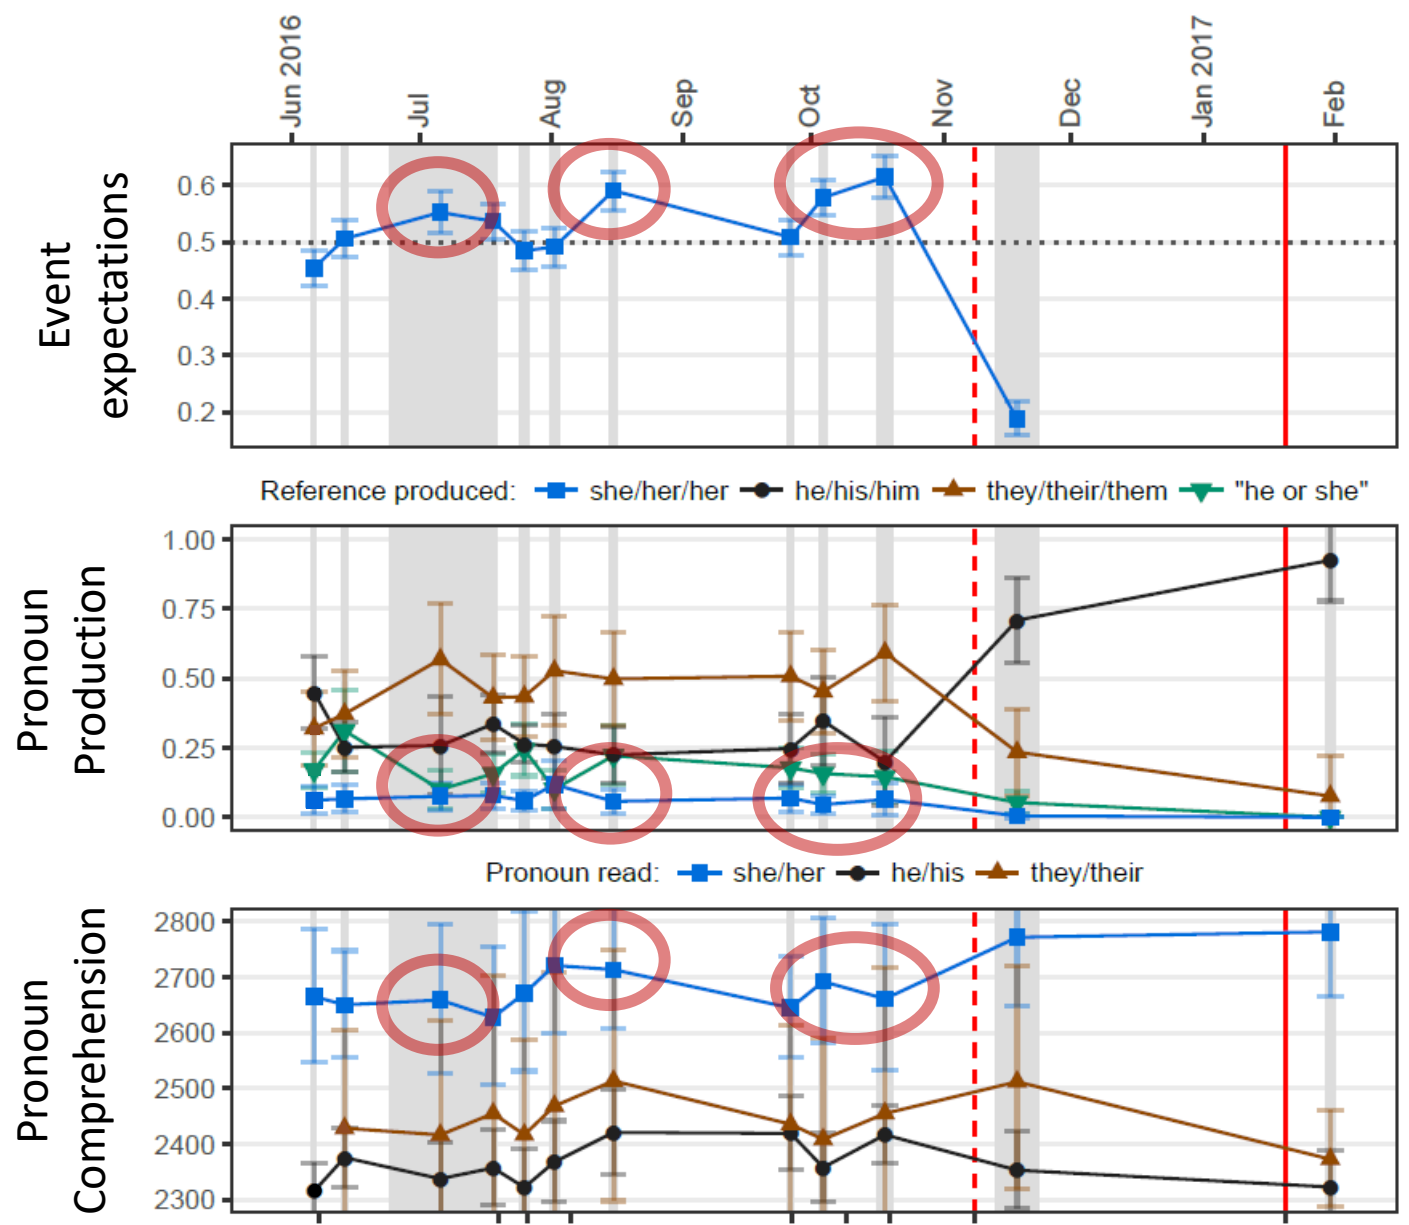 Jun 2016
Jul
Aug
Sep
Oct
Nov
Dec
Jan 2017
Feb
Event
expectations
0.6
0.5
0.4
0.3
0.2
Reference produced: she/her/her he/his/him they/their/them "he or she"
Pronoun
Production
1.00
0.75
0.50
0.25
0.00
Pronoun read: she/her he/his they/their
Pronoun
Comprehension
2800
2700
2600
2500
2400
2300